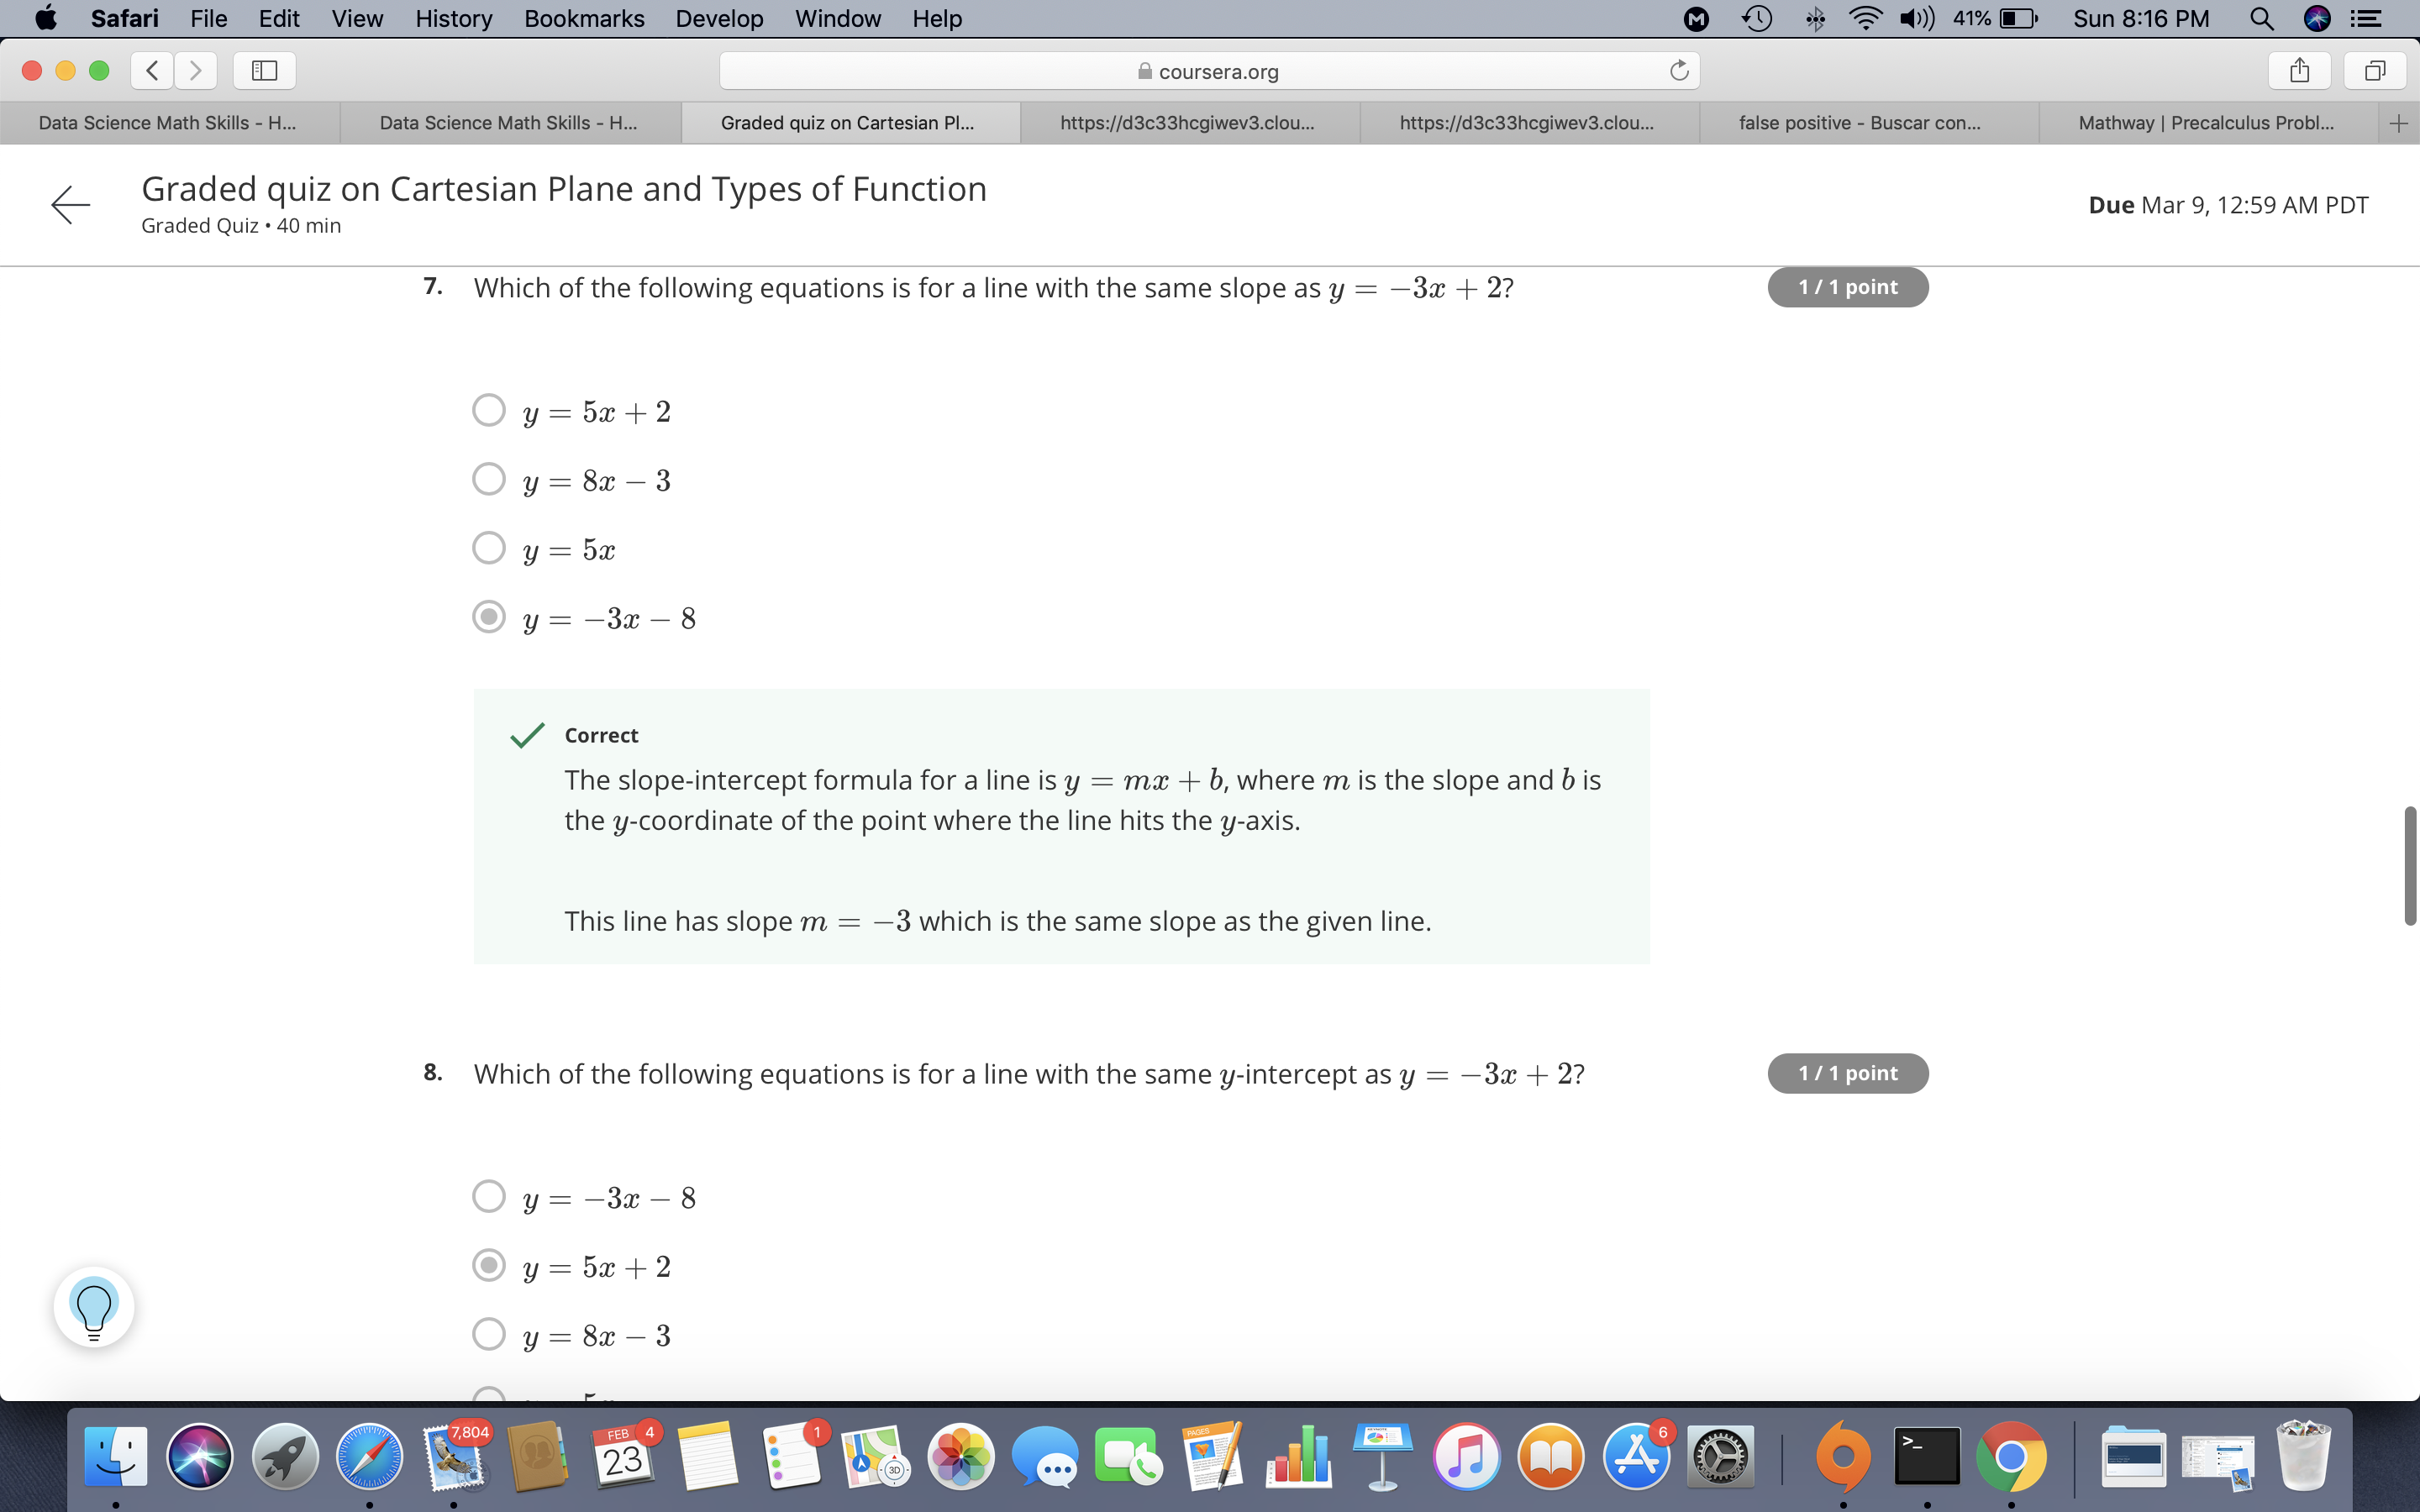 Safari File Edit View History Bookmarks Develop Window Help 41% Sun 8:16 PM
coursera.org
Data Science Math Skills - H... Data Science Math Skills - H... Graded quiz on Cartesian Pl... https://d3c33hcgiwev3.clou... https://d3c33hcgiwev3.clou... false positive - Buscar con... Mathway | Precalculus Probl...
Graded quiz on Cartesian Plane and Types of Function
Graded Quiz • 40 min
Due Mar 9, 12:59 AM PDT
7. Which of the following equations is for a line with the same slope as y = −3x + 2? 1 / 1 point
y = 5x + 2
y = 8x − 3
y = 5x
y = −3x − 8
Correct
The slope-intercept formula for a line is y = mx + b, where m is the slope and b is
the y-coordinate of the point where the line hits the y-axis.
This line has slope m = −3 which is the same slope as the given line.
8. Which of the following equations is for a line with the same y-intercept as y = −3x + 2? 1 / 1 point
y = −3x − 8
y = 5x + 2
y = 8x − 3
7,804 FEB 23 4 1 3D PAGES 6 >_